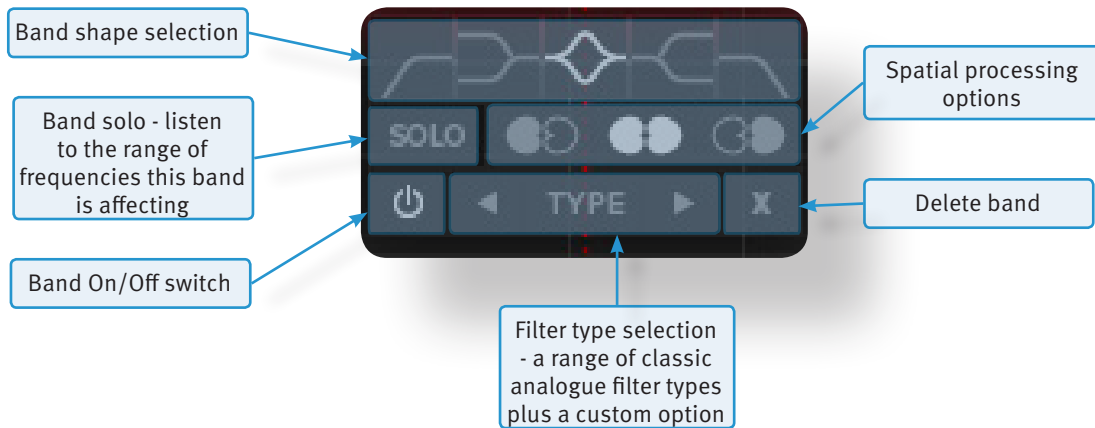 Band shape selection
Band solo - listen
to the range of
frequencies this band
is affecting
Band On/Off switch
SOLO
TYPE
X
Spatial processing
options
Delete band
Filter type selection
- a range of classic
analogue filter types
plus a custom option